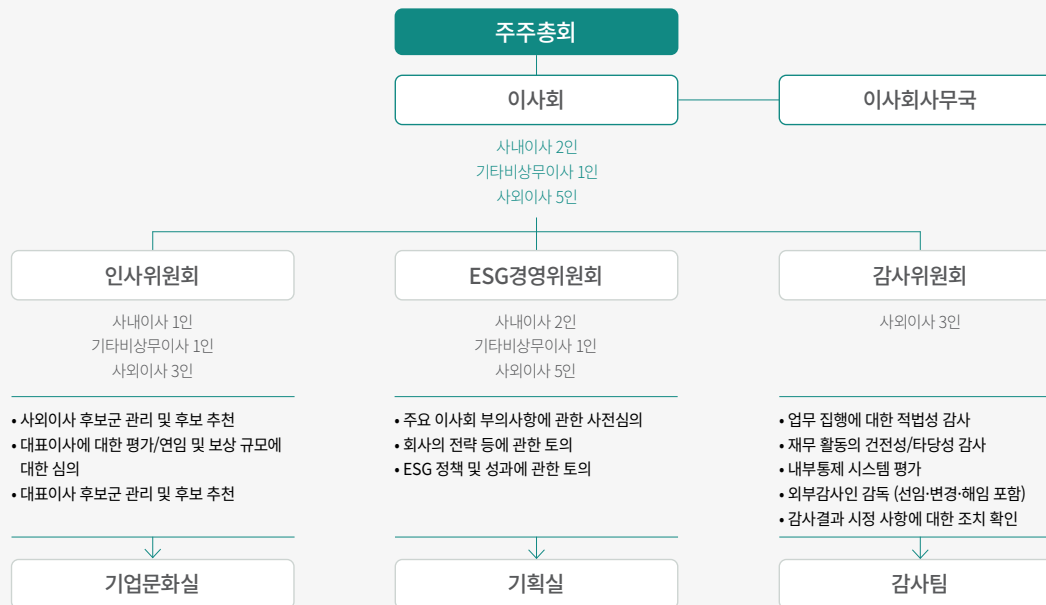 주주총회
이사회
이사회사무국
사내이사 2인
기타비상무이사 1인
사외이사 5인
인사위원회
사내이사 1인
기타비상무이사 1인
사외이사 3인
• 사외이사 후보군 관리 및 후보 추천
• 대표이사에 대한 평가/연임 및 보상 규모에
대한 심의
• 대표이사 후보군 관리 및 후보 추천
기업문화실
ESG경영위원회
사내이사 2인
기타비상무이사 1인
사외이사 5인
• 주요 이사회 부의사항에 관한 사전심의
• 회사의 전략 등에 관한 토의
• ESG 정책 및 성과에 관한 토의
기획실
감사위원회
사외이사 3인
• 업무 집행에 대한 적법성 감사
• 재무 활동의 건전성/타당성 감사
• 내부통제 시스템 평가
• 외부감사인 감독 (선임·변경·해임 포함)
• 감사결과 시정 사항에 대한 조치 확인
감사팀